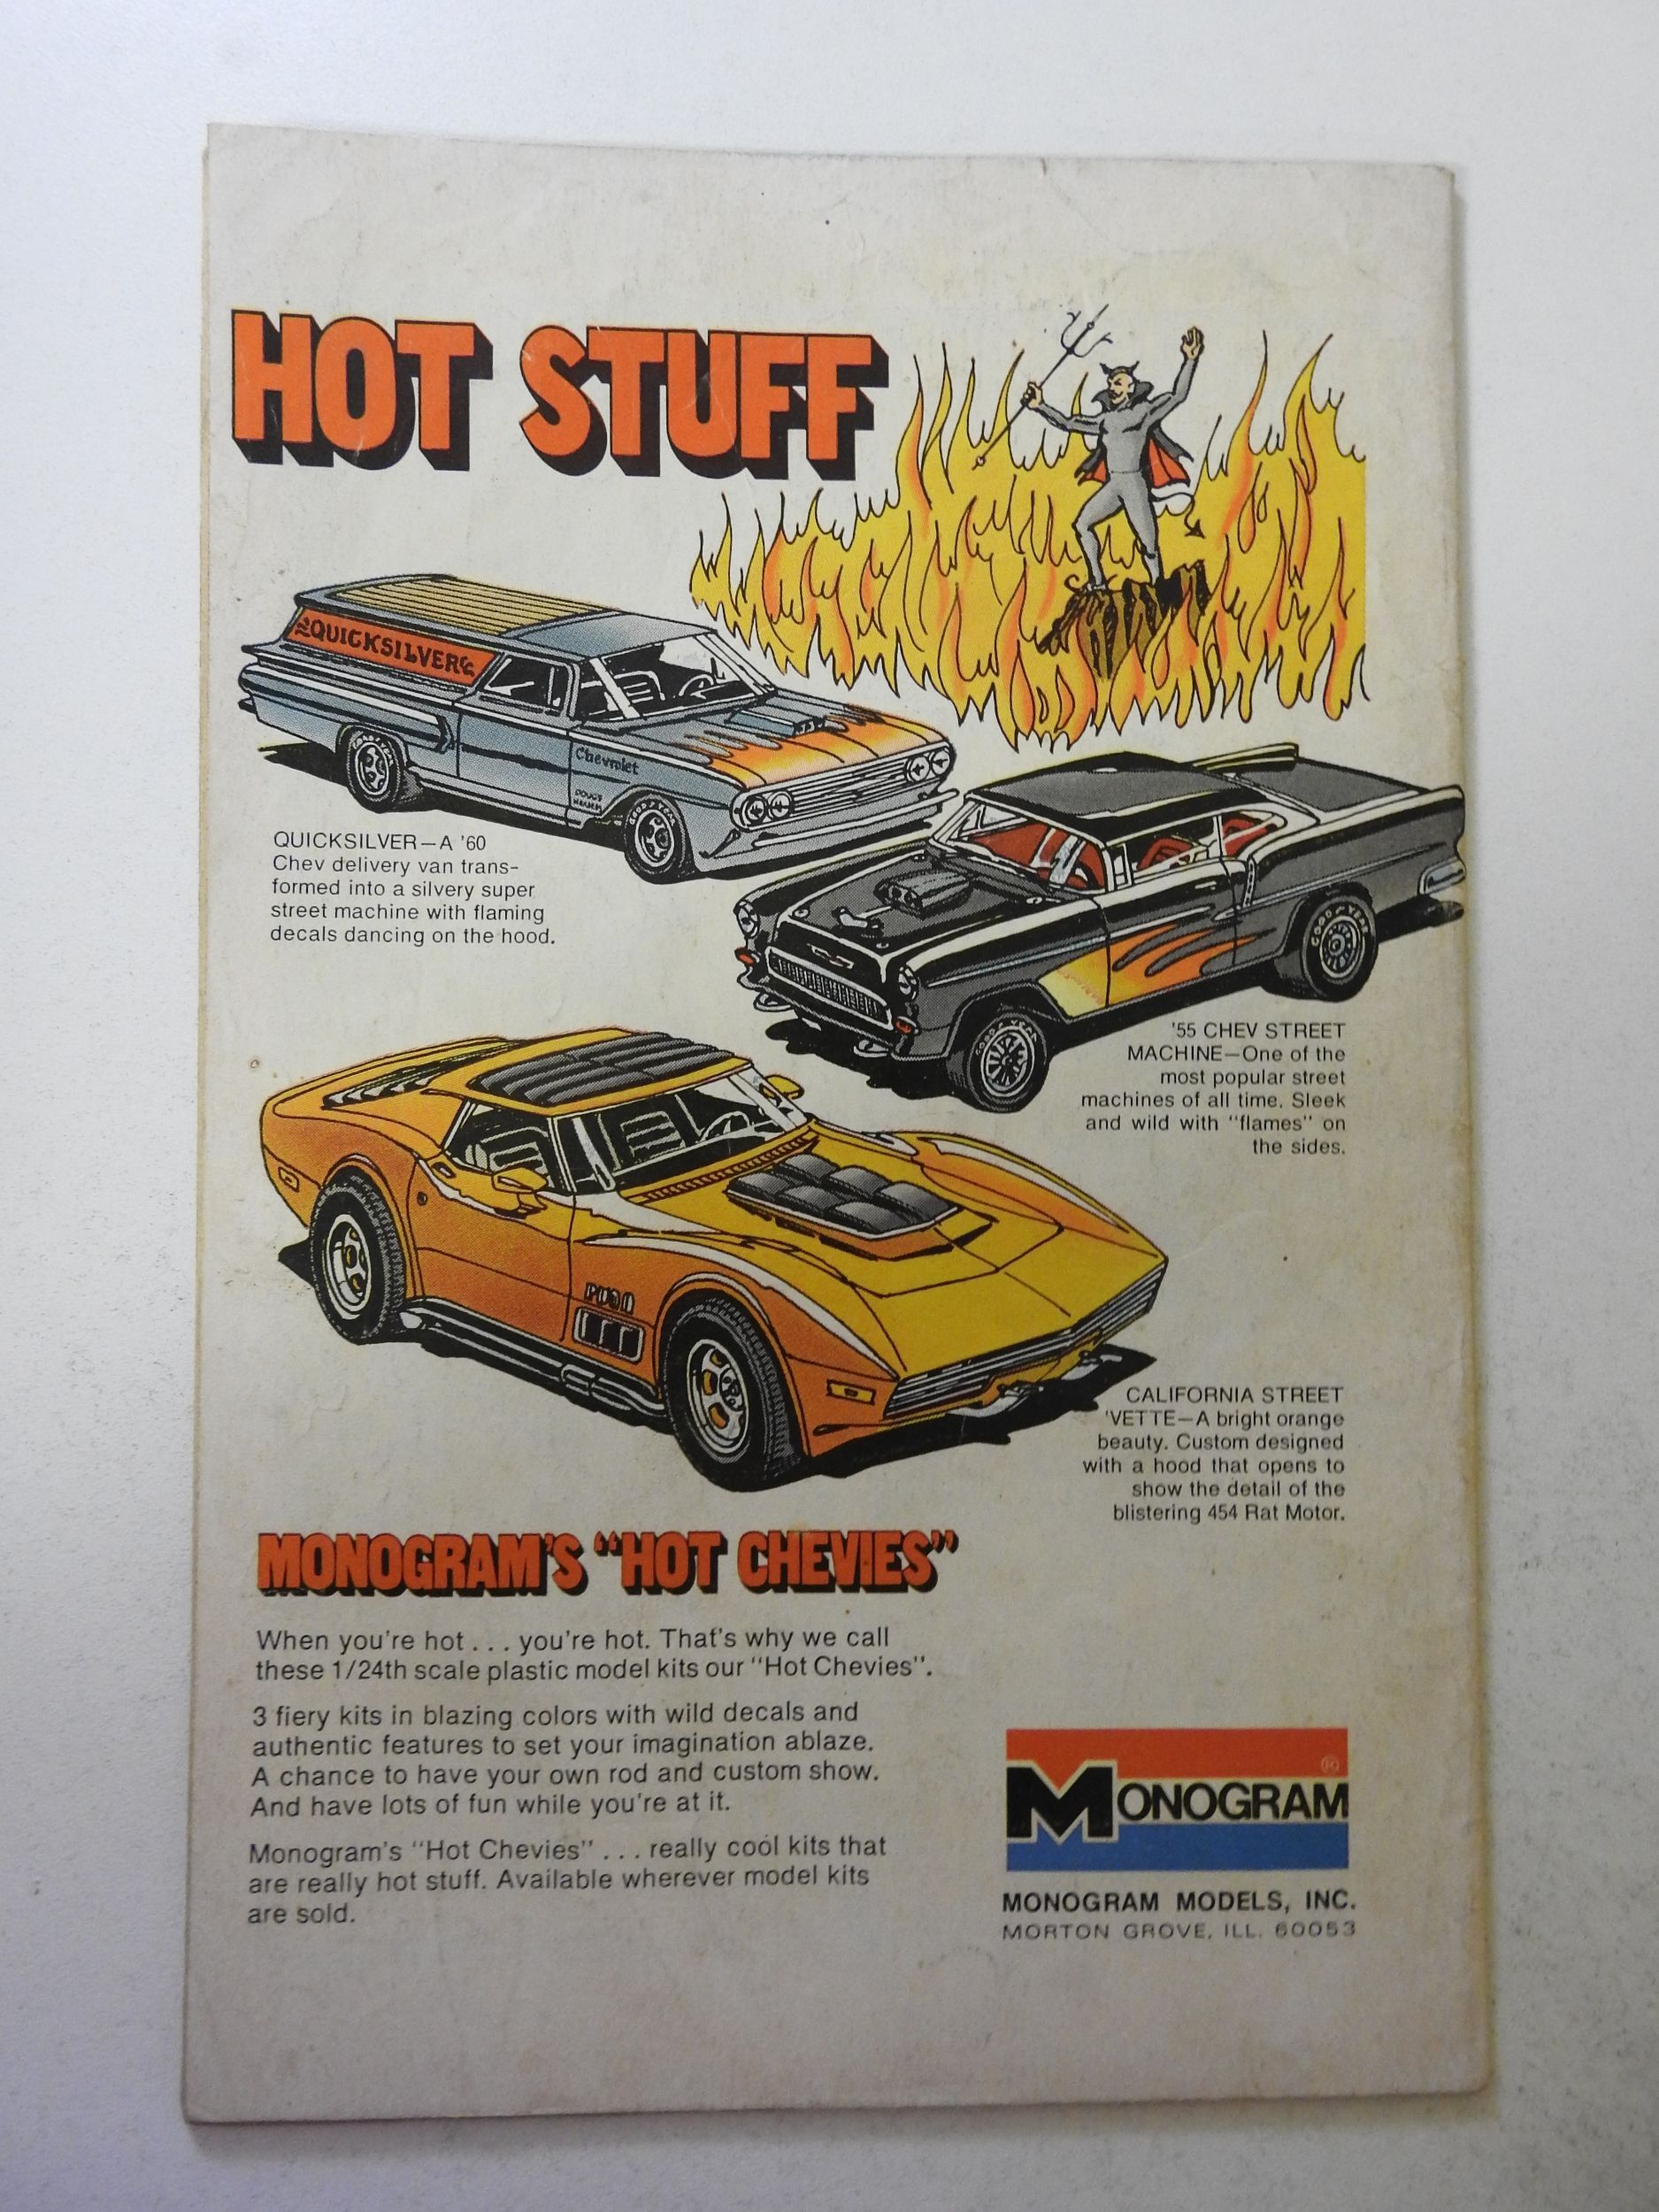 HOT STUFF
QUICKSILVER
Chevrolet
GOODYEAR
QUICKSILVER—A '60
Chev delivery van trans-
formed into a silvery super
street machine with flaming
decals dancing on the hood.
GOODYEAR
GOODYEAR
'55 CHEV STREET
MACHINE—One of the
most popular street
machines of all time. Sleek
and wild with "flames" on
the sides.
CALIFORNIA STREET
'VETTE—A bright orange
beauty. Custom designed
with a hood that opens to
show the detail of the
blistering 454 Rat Motor.
MONOGRAM'S "HOT CHEVIES"
When you're hot . . . you're hot. That's why we call
these 1/24th scale plastic model kits our "Hot Chevies".
3 fiery kits in blazing colors with wild decals and
authentic features to set your imagination ablaze.
A chance to have your own rod and custom show.
And have lots of fun while you're at it.
Monogram's "Hot Chevies" . . . really cool kits that
are really hot stuff. Available wherever model kits
are sold.
MONOGRAM ®
MONOGRAM MODELS, INC.
MORTON GROVE, ILL. 60053